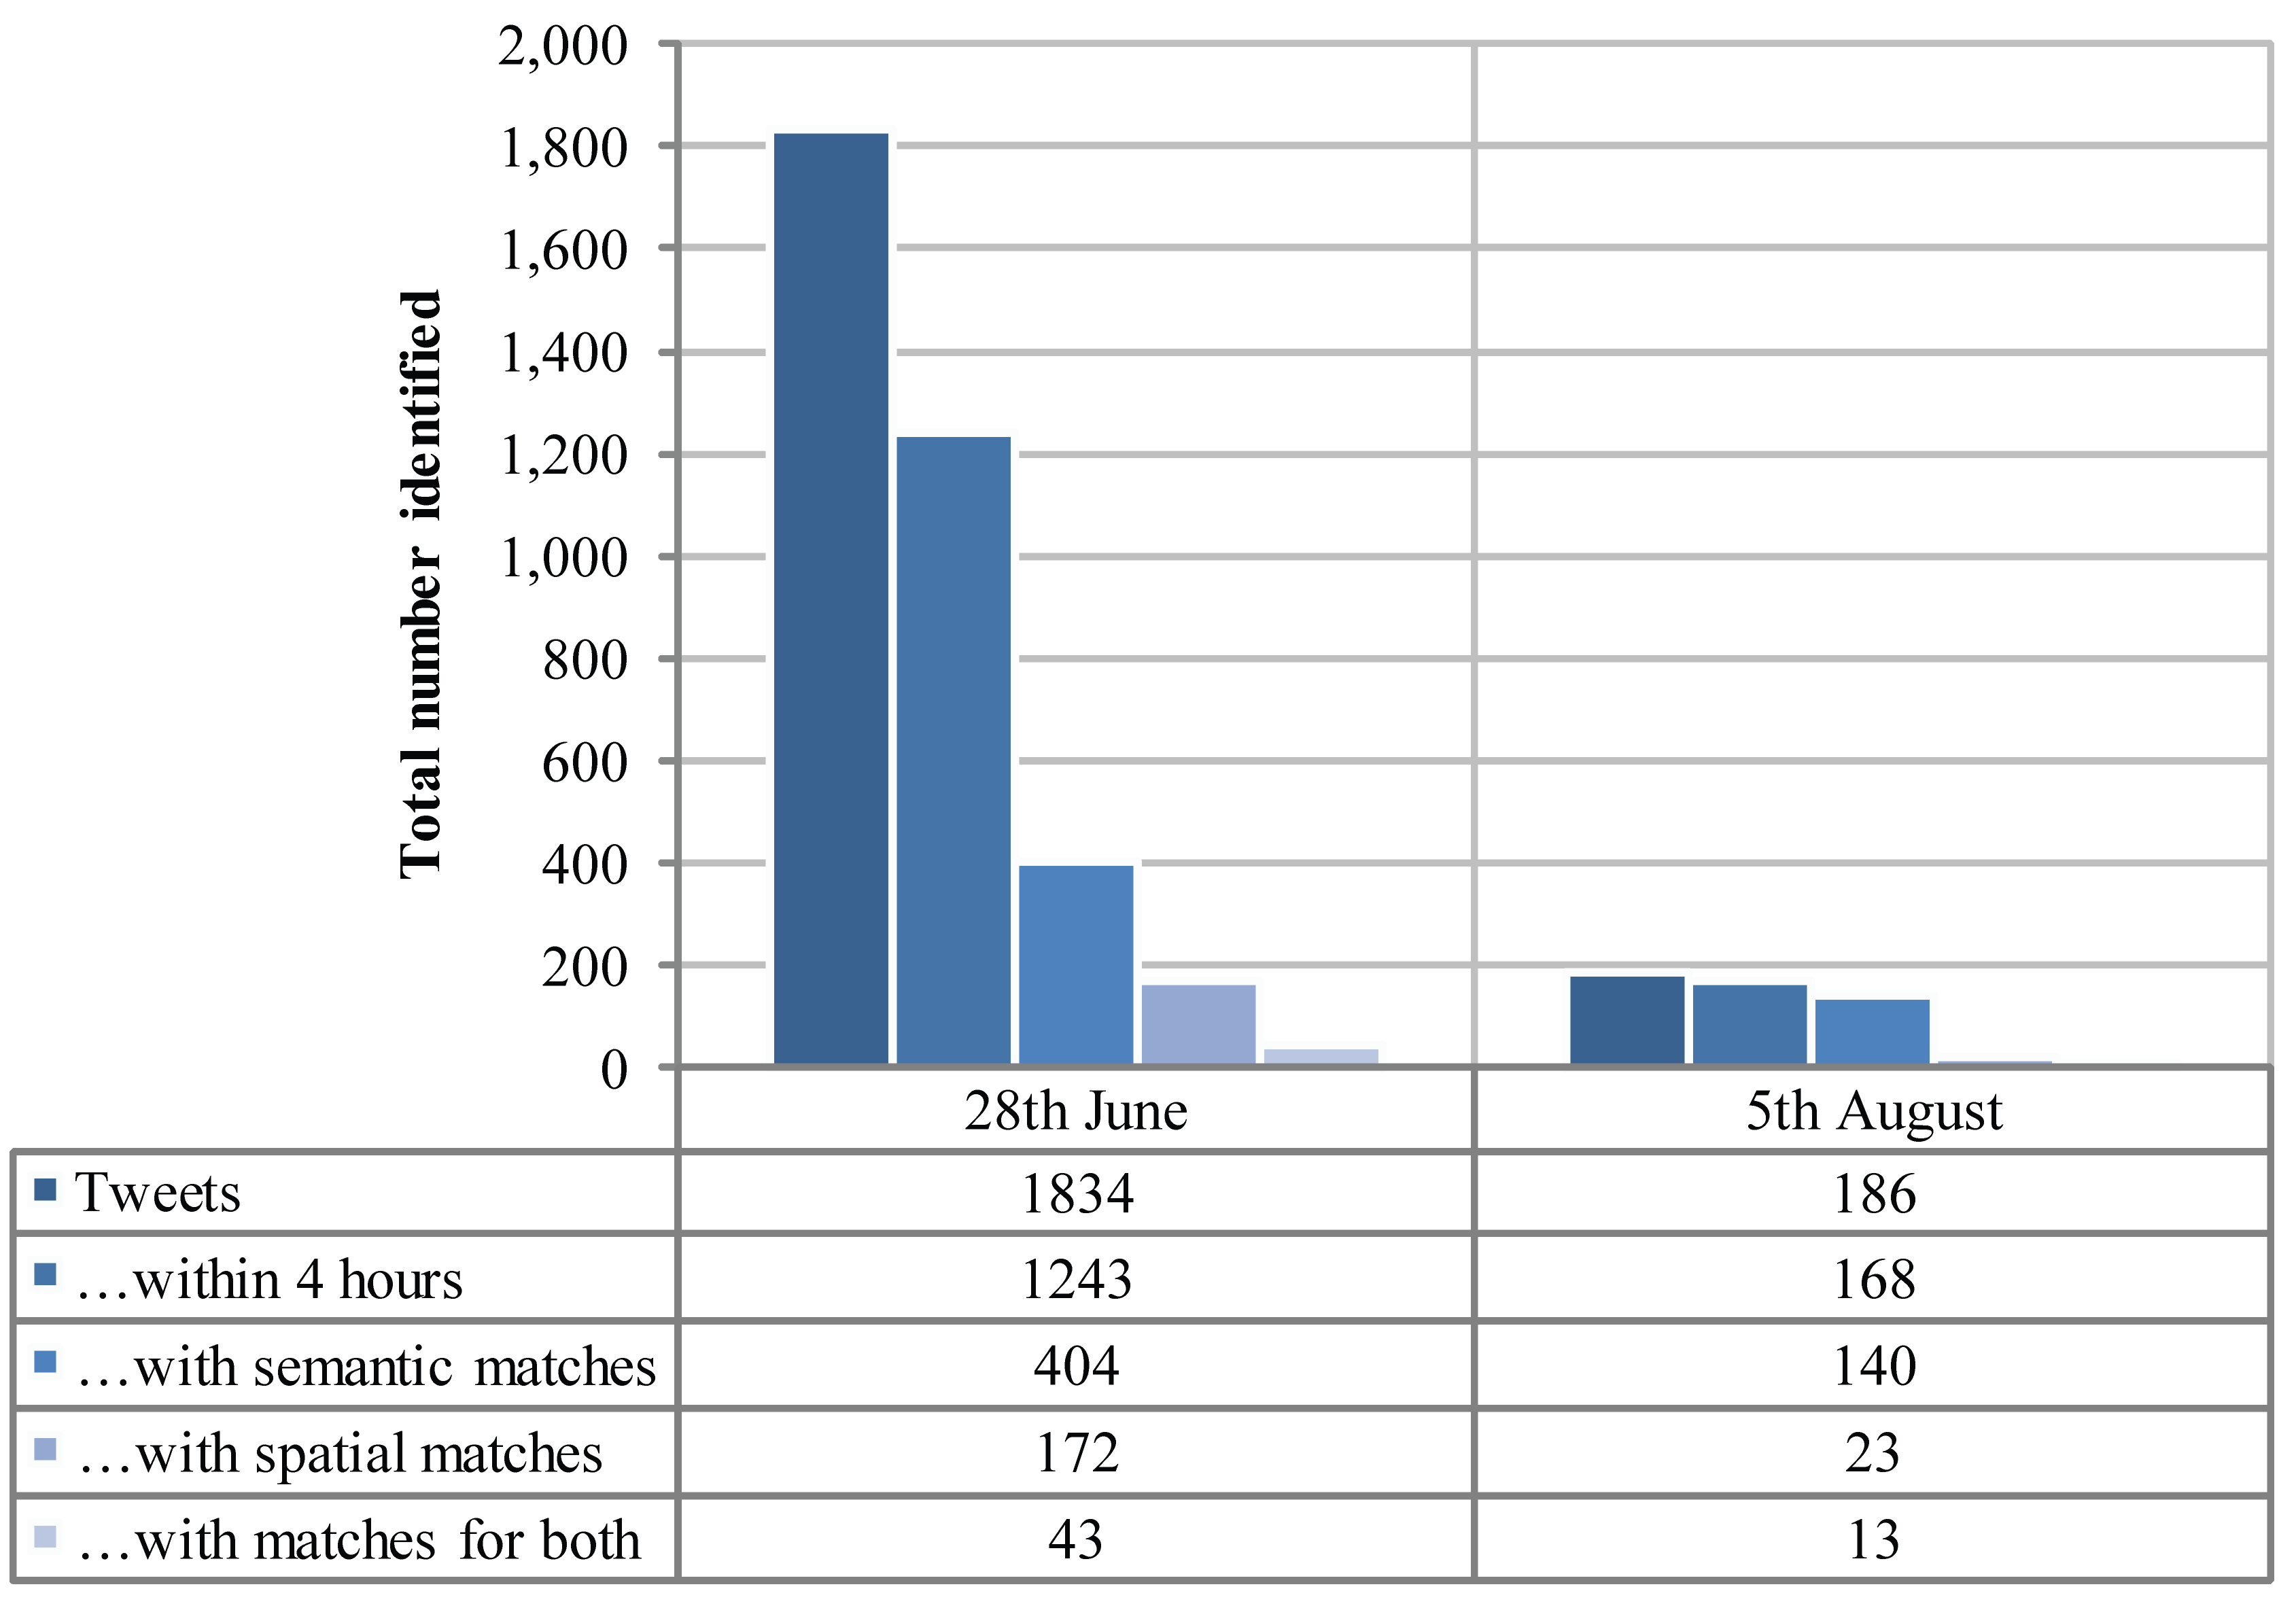 2,000
1,800
1,600
1,400
1,200
1,000
800
600
400
200
0
Total number identified
28th June 5th August
Tweets 1834 186
…within 4 hours 1243 168
…with semantic matches 404 140
…with spatial matches 172 23
…with matches for both 43 13